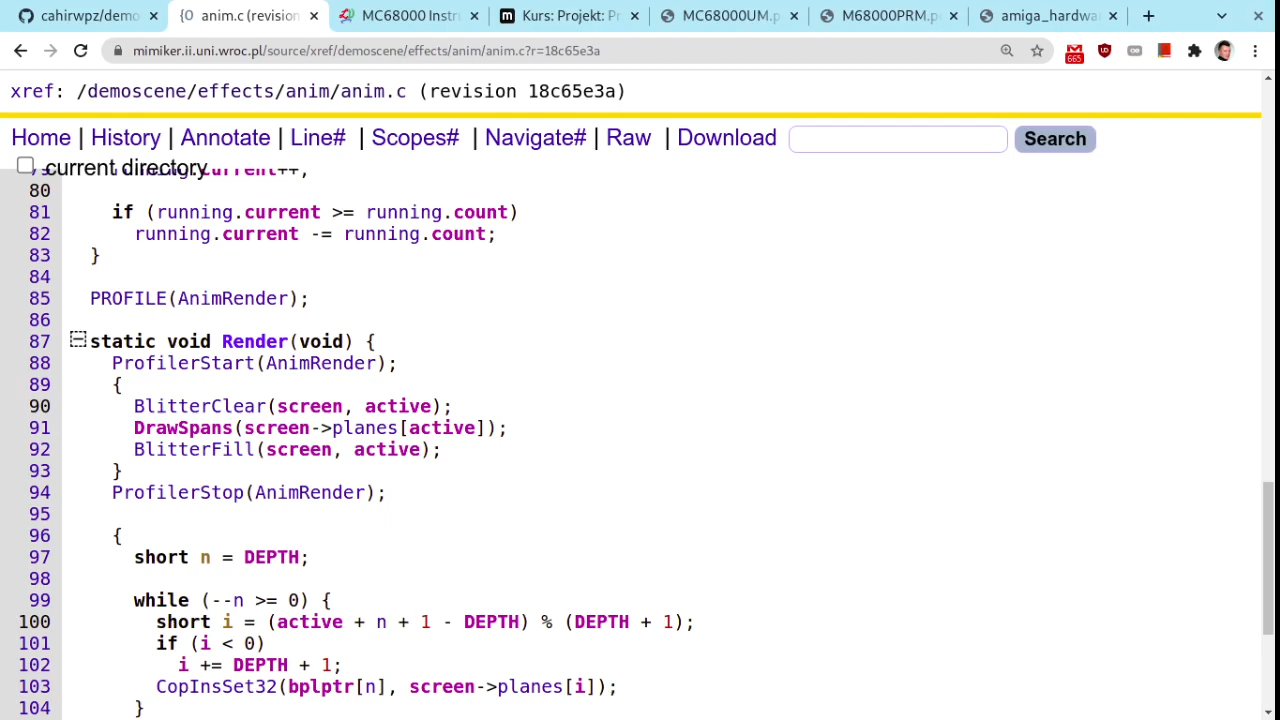 cahirwpz/demo
{0 anim.c (revision
MC68000 Instr
Kurs: Projekt: Pr
MC68000UM.p
M68000PRM.p
amiga_hardwa
mimiker.ii.uni.wroc.pl/source/xref/demoscene/effects/anim/anim.c?r=18c65e3a
665
xref: /demoscene/effects/anim/anim.c (revision 18c65e3a)
Home | History | Annotate | Line# | Scopes# | Navigate# | Raw | Download Search
current directory
80
81 if (running.current >= running.count)
82 running.current -= running.count;
83 }
84
85 PROFILE(AnimRender);
86
87 static void Render(void) {
88 ProfilerStart(AnimRender);
89 {
90 BlitterClear(screen, active);
91 DrawSpans(screen->planes[active]);
92 BlitterFill(screen, active);
93 }
94 ProfilerStop(AnimRender);
95
96 {
97 short n = DEPTH;
98
99 while (--n >= 0) {
100 short i = (active + n + 1 - DEPTH) % (DEPTH + 1);
101 if (i < 0)
102 i += DEPTH + 1;
103 CopInsSet32(bplptr[n], screen->planes[i]);
104 }